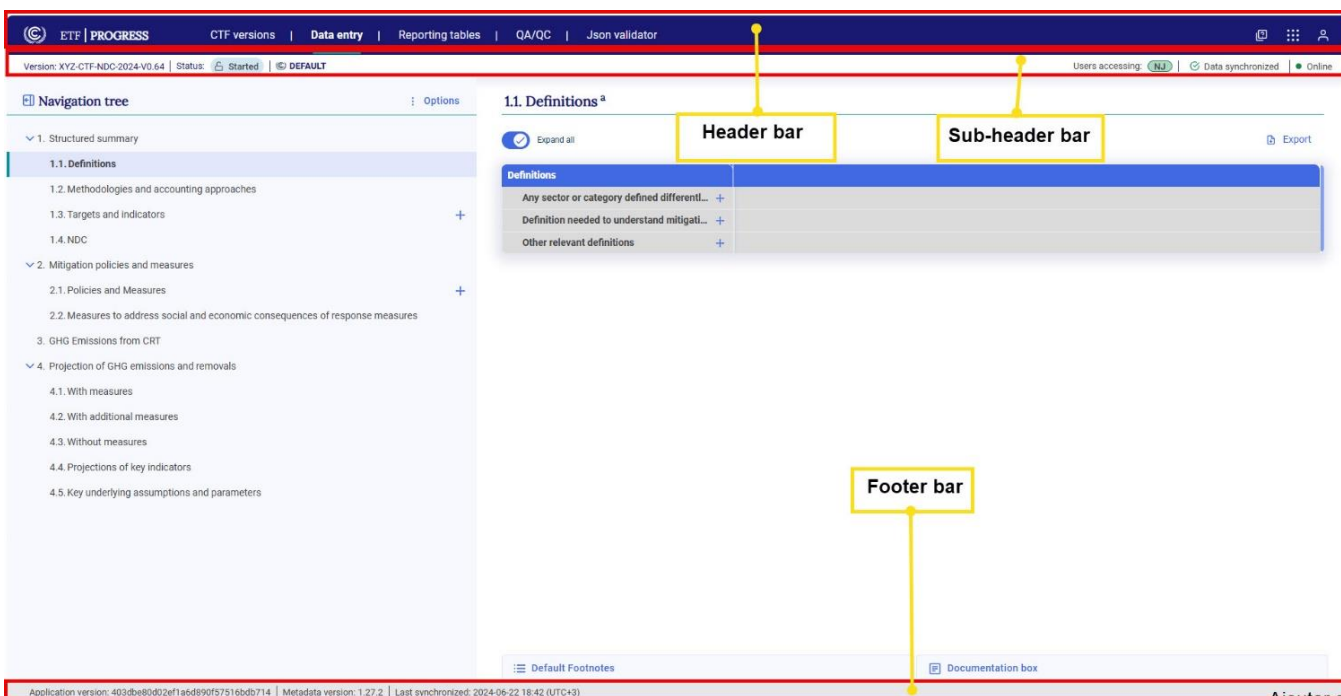 ETF | PROGRESS CTF versions | Data entry | Reporting tables | QA/QC | Json validator
Version: XYZ-CTF-NDC-2024-V0.64 | Status: Started | DEFAULT Users accessing: NJ | Data synchronized | Online
Navigation tree Options
1. Structured summary
1.1. Definitions
1.2. Methodologies and accounting approaches
1.3. Targets and indicators +
1.4. NDC
2. Mitigation policies and measures
2.1. Policies and Measures +
2.2. Measures to address social and economic consequences of response measures
3. GHG Emissions from CRT
4. Projection of GHG emissions and removals
4.1. With measures
4.2. With additional measures
4.3. Without measures
4.4. Projections of key indicators
4.5. Key underlying assumptions and parameters
1.1. Definitions a
Expand all
Header bar
Sub-header bar
Export
Definitions
Any sector or category defined differentl... +
Definition needed to understand mitigati... +
Other relevant definitions +
Footer bar
Default Footnotes
Documentation box
Application version: 403dbe80d02ef1a6d890f57516bdb714 | Metadata version: 1.27.2 | Last synchronized: 2024-06-22 18:42 (UTC+3)